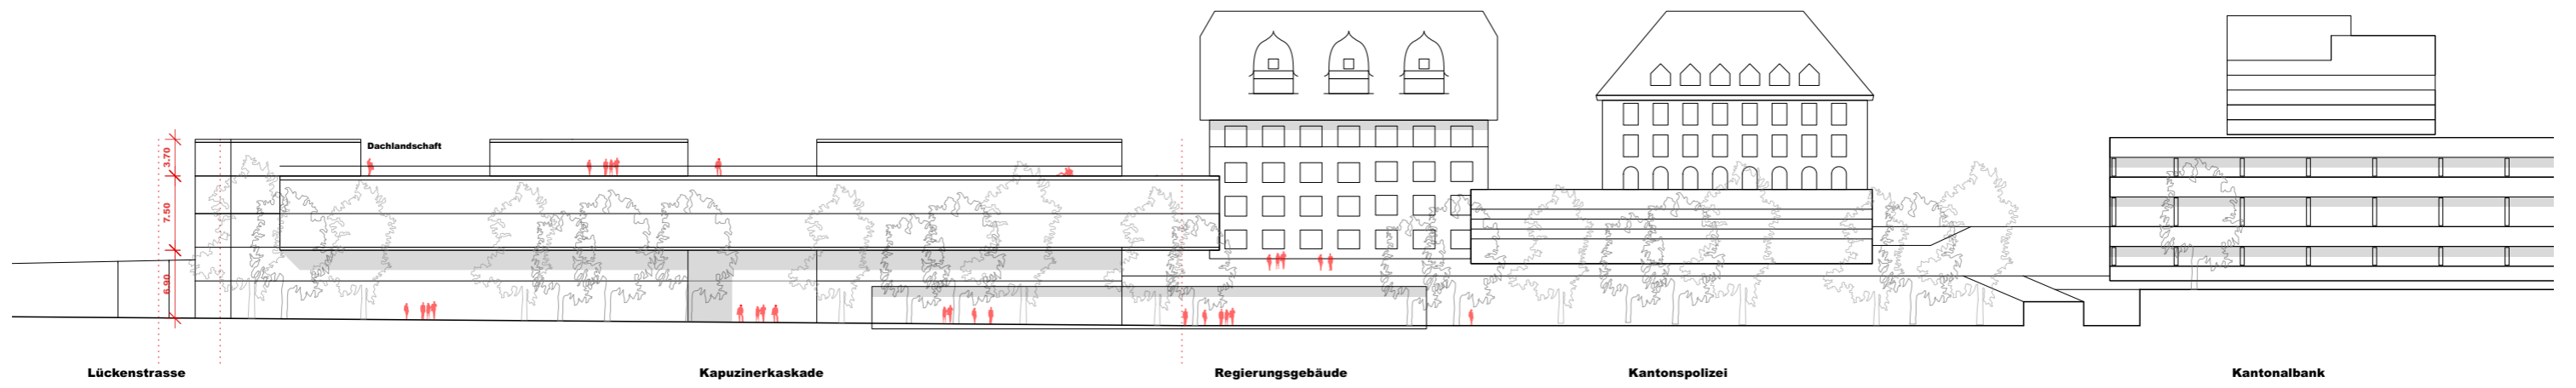 Dachlandschaft
3.70
7.50
6.90
Lückenstrasse
Kapuzinerkaskade
Regierungsgebäude
Kantonspolizei
Kantonalbank